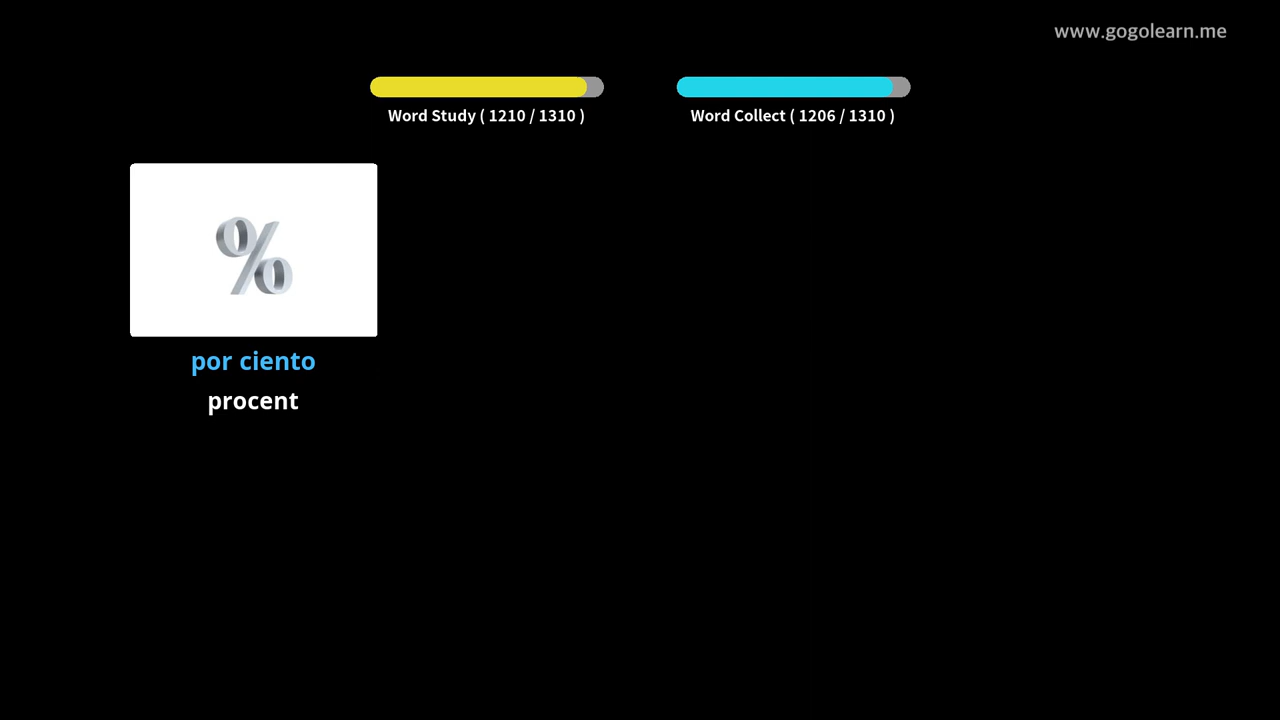 www.gogolearn.me
Word Study ( 1210 / 1310 )
Word Collect ( 1206 / 1310 )
%
por ciento
procent